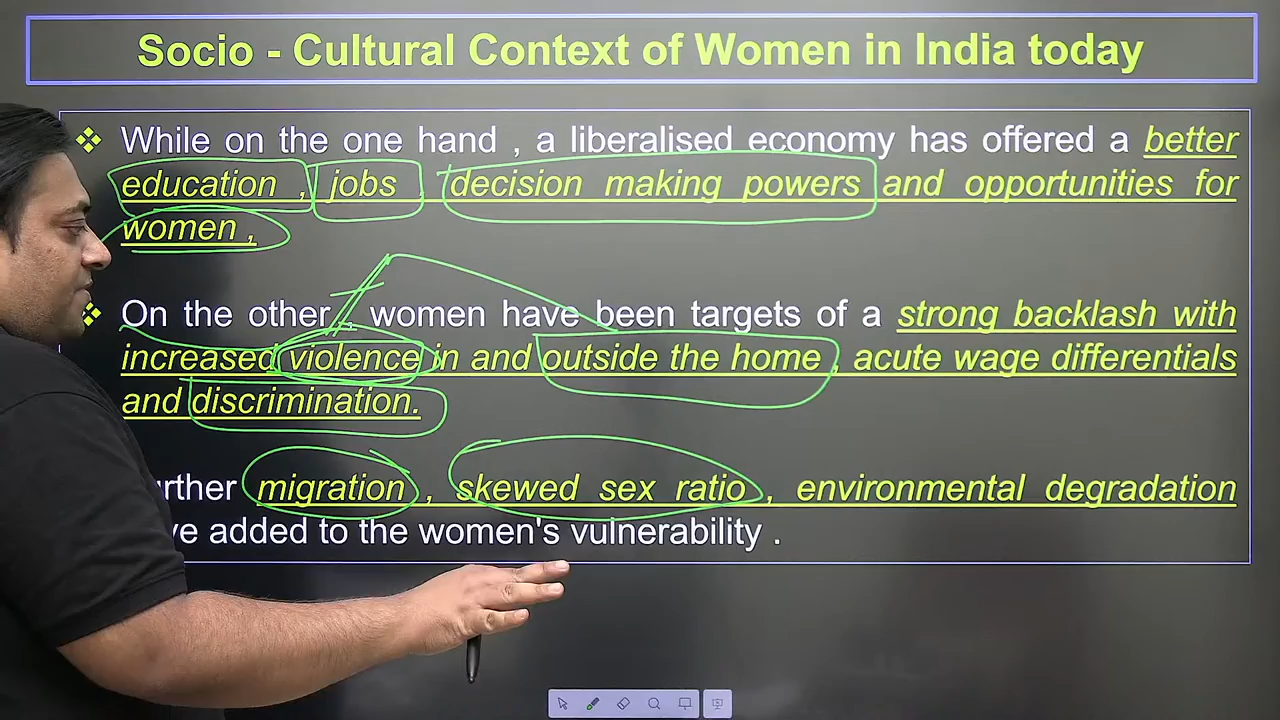 Socio - Cultural Context of Women in India today
While on the one hand , a liberalised economy has offered a better
education , jobs , decision making powers and opportunities for
women ,
On the other , women have been targets of a strong backlash with
increased violence in and outside the home , acute wage differentials
and discrimination.
migration , skewed sex ratio , environmental degradation
added to the women's vulnerability .